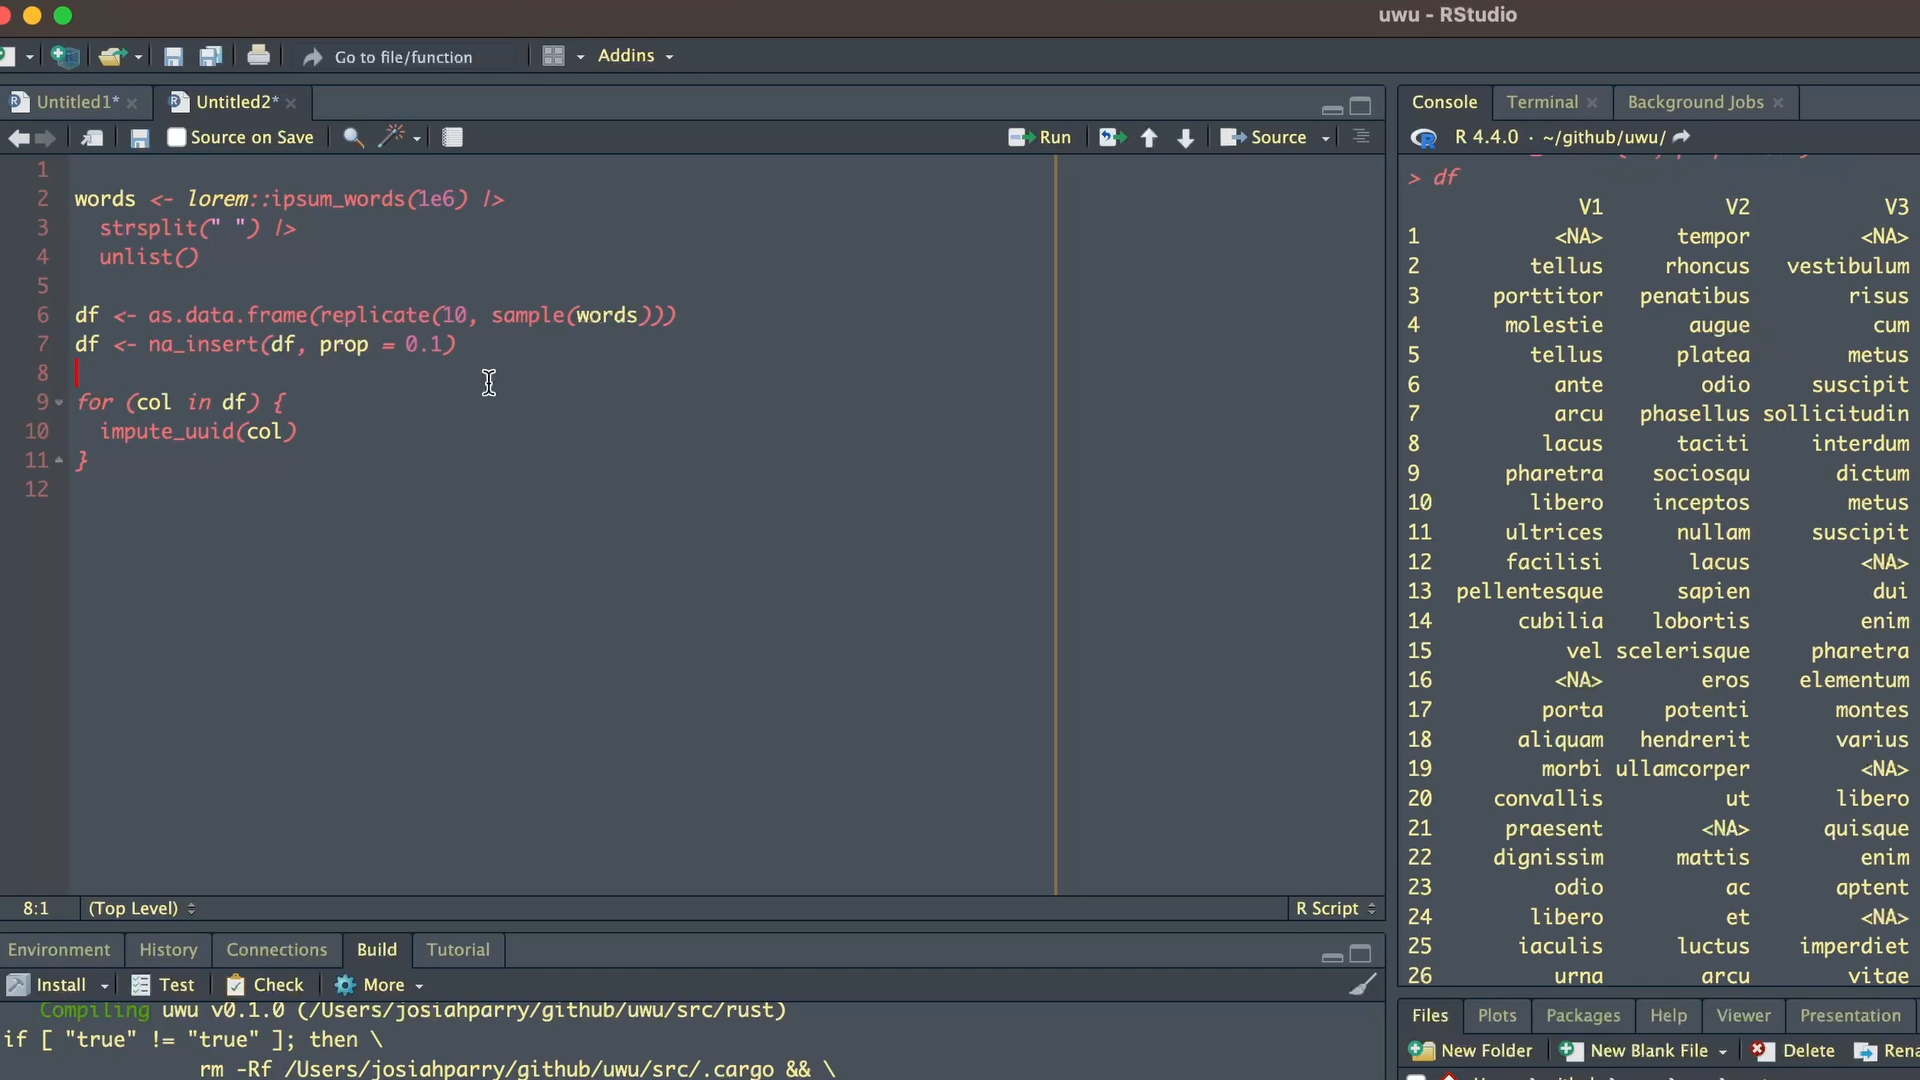 uwu - RStudio
Go to file/function
Addins
Untitled1*
Untitled2*
Source on Save
Run
Source
1
2 words <- lorem::ipsum_words(1e6) |>
3 strsplit(" ") |>
4 unlist()
5
6 df <- as.data.frame(replicate(10, sample(words)))
7 df <- na_insert(df, prop = 0.1)
8
9 for (col in df) {
10 impute_uuid(col)
11 }
12
8:1 (Top Level) R Script
Environment History Connections Build Tutorial
Install Test Check More
Compiling uwu v0.1.0 (/Users/josiahparry/github/uwu/src/rust)
if [ "true" != "true" ]; then \
rm -Rf /Users/josiahparry/github/uwu/src/.cargo && \
Console Terminal Background Jobs
R 4.4.0 · ~/github/uwu/
> df
V1 V2 V3
1 <NA> tempor <NA>
2 tellus rhoncus vestibulum
3 porttitor penatibus risus
4 molestie augue cum
5 tellus platea metus
6 ante odio suscipit
7 arcu phasellus sollicitudin
8 lacus taciti interdum
9 pharetra sociosqu dictum
10 libero inceptos metus
11 ultrices nullam suscipit
12 facilisi lacus <NA>
13 pellentesque sapien dui
14 cubilia lobortis enim
15 vel scelerisque pharetra
16 <NA> eros elementum
17 porta potenti montes
18 aliquam hendrerit varius
19 morbi ullamcorper <NA>
20 convallis ut libero
21 praesent <NA> quisque
22 dignissim mattis enim
23 odio ac aptent
24 libero et <NA>
25 iaculis luctus imperdiet
26 urna arcu vitae
Files Plots Packages Help Viewer Presentation
New Folder New Blank File Delete Rena